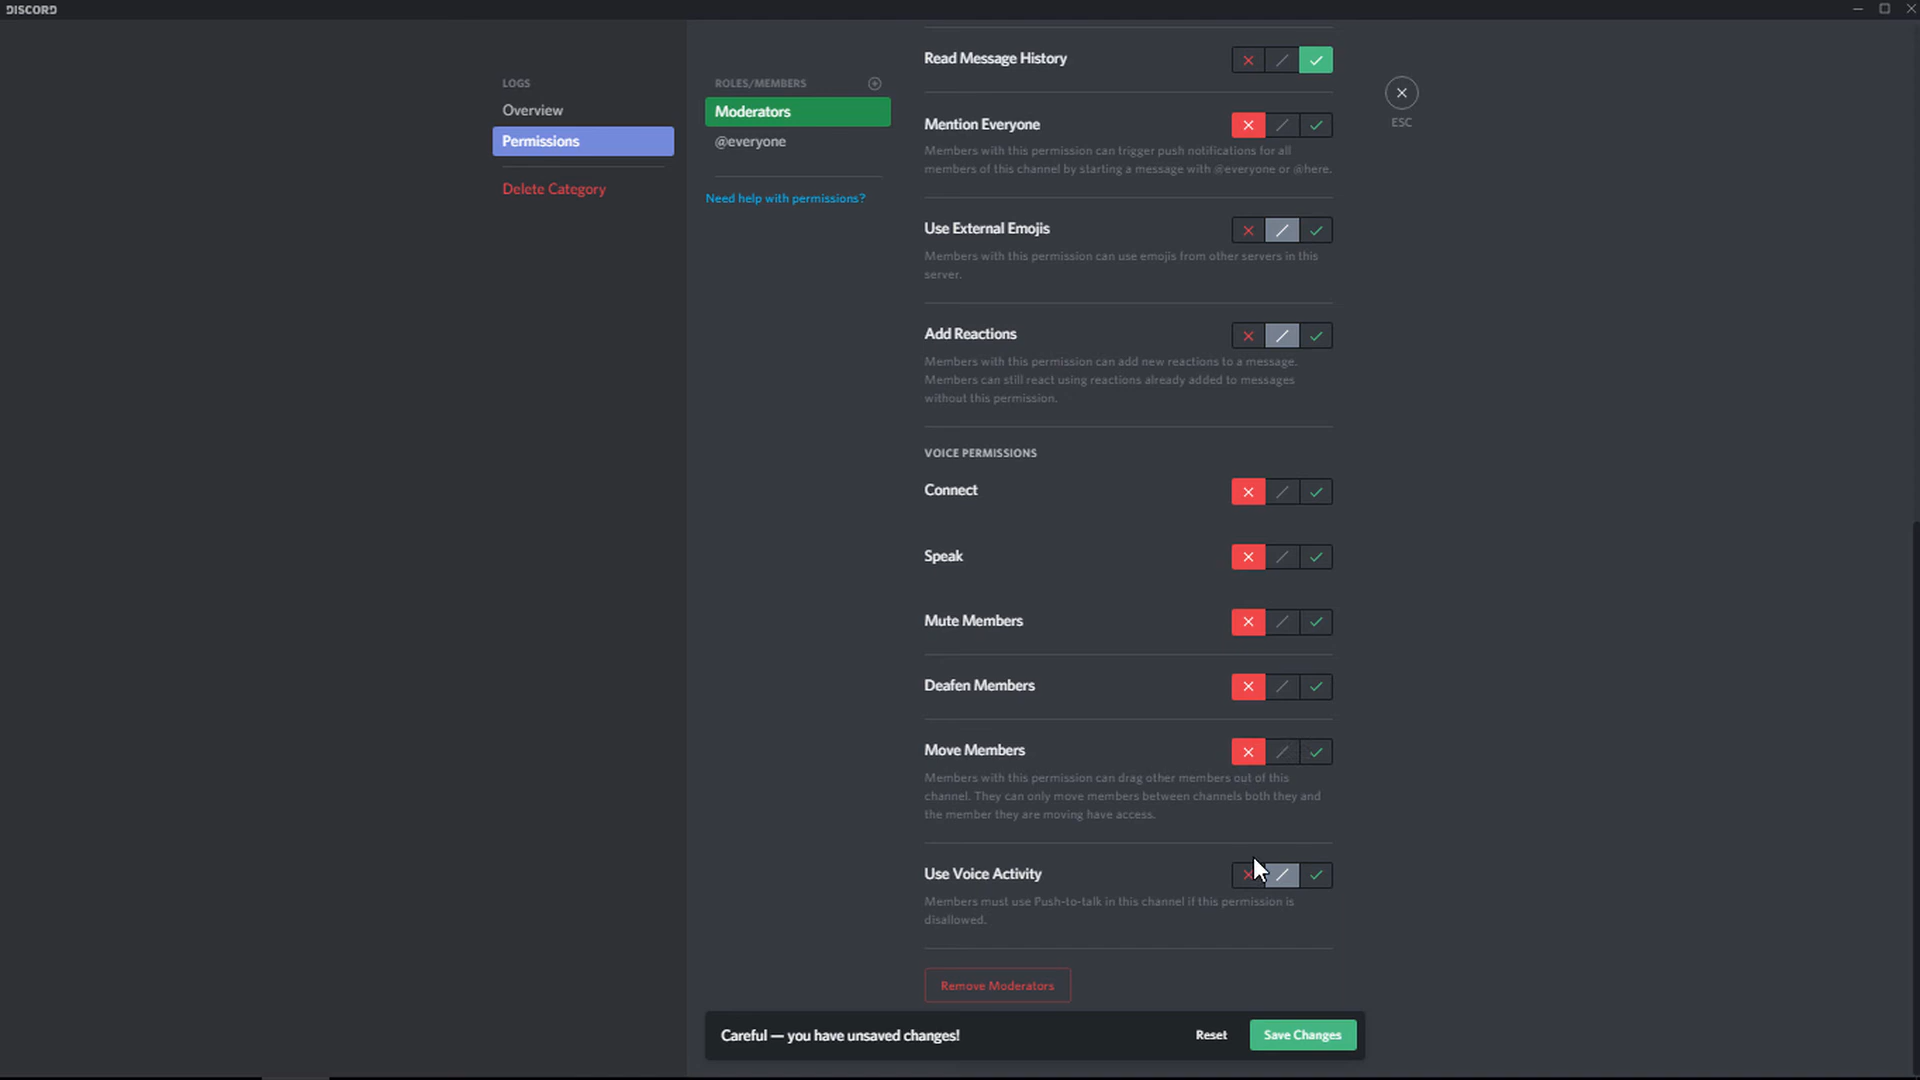 DISCORD
LOGS
Overview
Permissions
Delete Category
ROLES/MEMBERS
Moderators
@everyone
Need help with permissions?
Read Message History
Mention Everyone
Members with this permission can trigger push notifications for all
members of this channel by starting a message with @everyone or @here.
Use External Emojis
Members with this permission can use emojis from other servers in this
server.
Add Reactions
Members with this permission can add new reactions to a message.
Members can still react using reactions already added to messages
without this permission.
VOICE PERMISSIONS
Connect
Speak
Mute Members
Deafen Members
Move Members
Members with this permission can drag other members out of this
channel. They can only move members between channels both they and
the member they are moving have access.
Use Voice Activity
Members must use Push-to-talk in this channel if this permission is
disallowed.
Remove Moderators
Careful — you have unsaved changes!
Reset
Save Changes
ESC